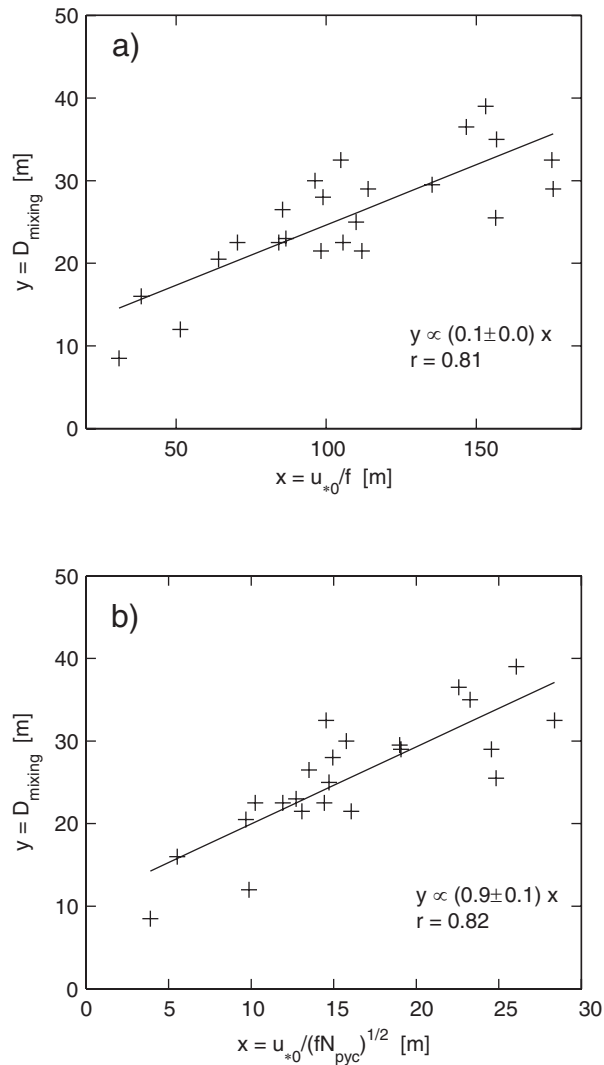 a)
50
40
30
20
10
0
y = D_mixing [m]
y ∝ (0.1±0.0) x
r = 0.81
50 100 150
x = u_*0/f [m]
b)
50
40
30
20
10
0
y = D_mixing [m]
y ∝ (0.9±0.1) x
r = 0.82
0 5 10 15 20 25 30
x = u_*0/(fN_pyc)^1/2 [m]